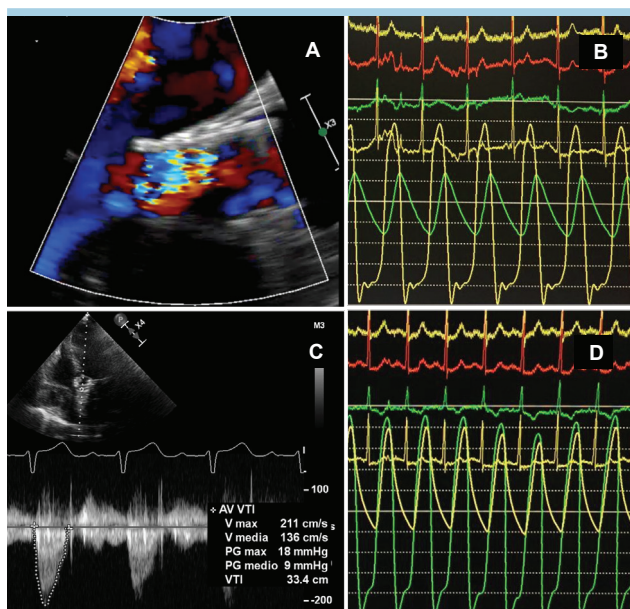 A
X3
B
C
X4
M3
AV VTI
V max 211 cm/s
V media 136 cm/s
PG max 18 mmHg
PG medio 9 mmHg
VTI 33.4 cm
- 100
- -200
D